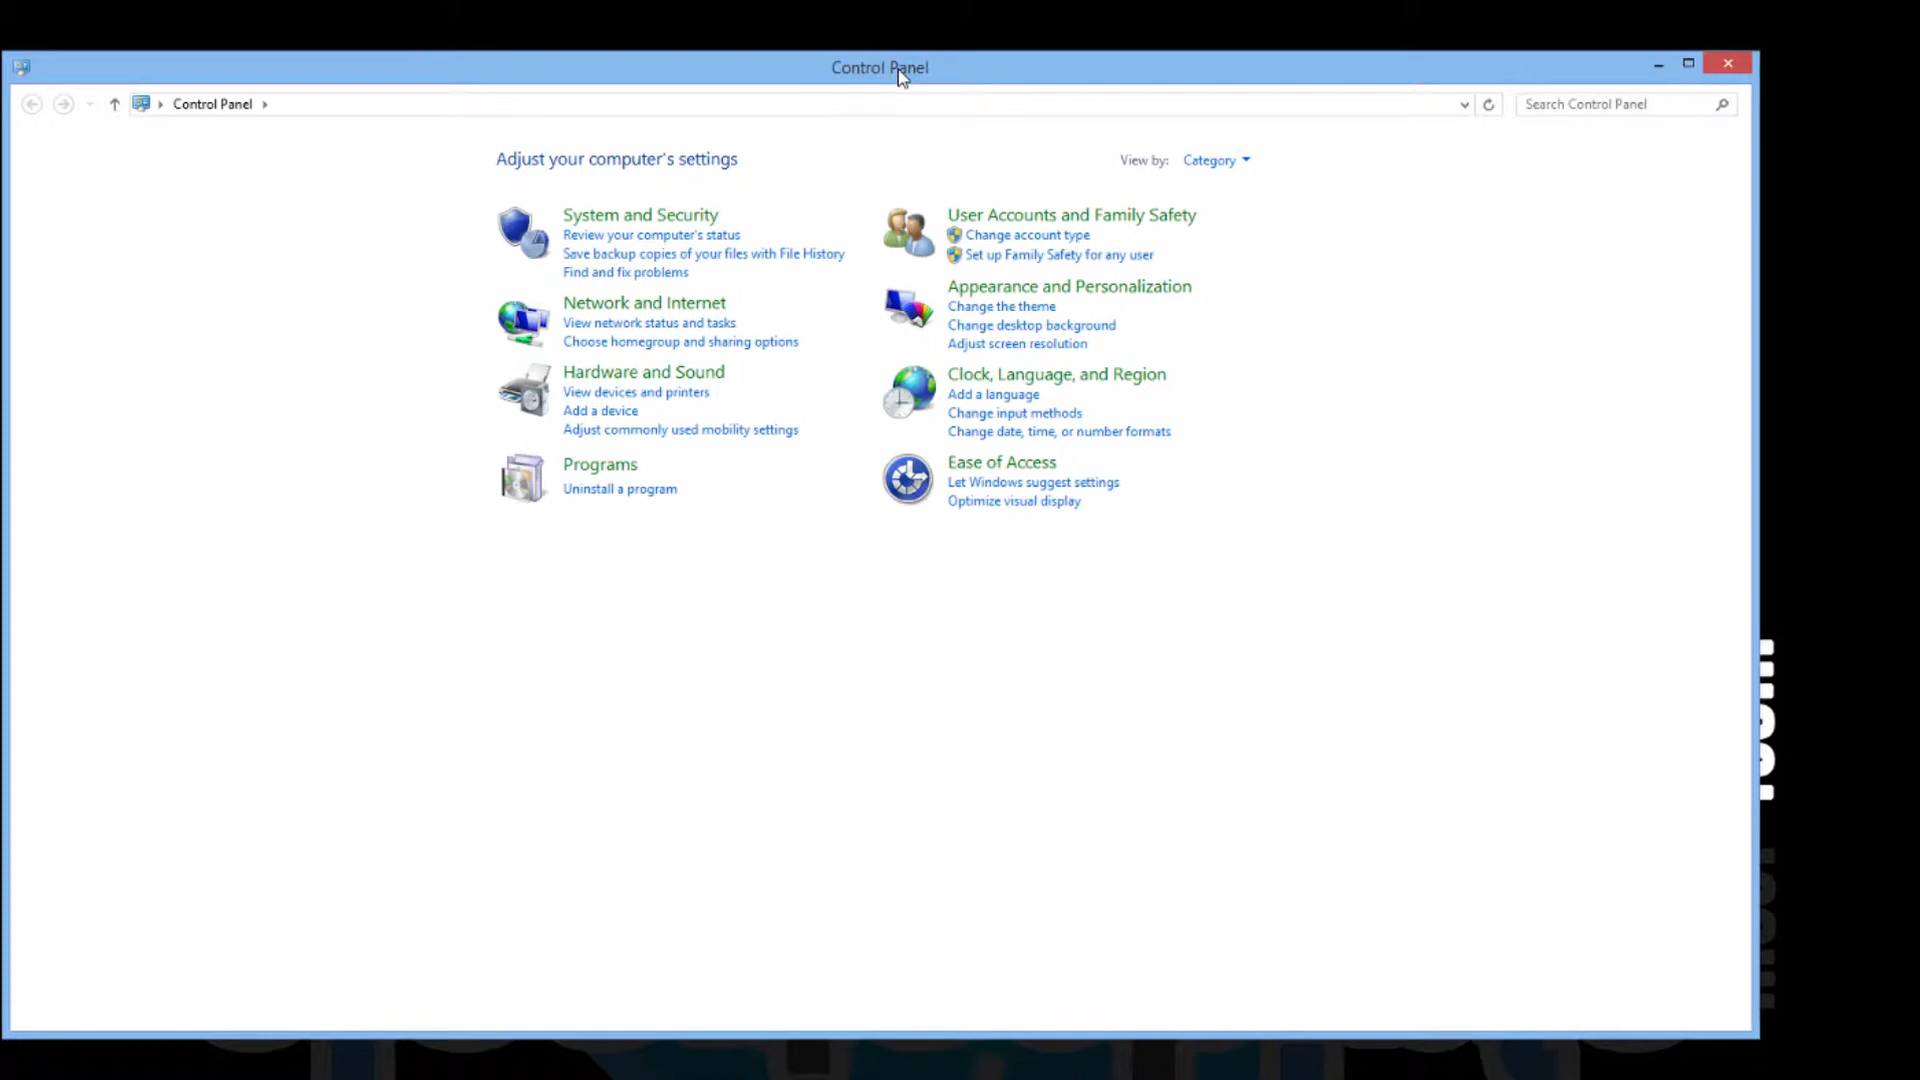 Control Panel
Control Panel
Search Control Panel
Adjust your computer's settings
View by: Category
System and Security
Review your computer's status
Save backup copies of your files with File History
Find and fix problems
Network and Internet
View network status and tasks
Choose homegroup and sharing options
Hardware and Sound
View devices and printers
Add a device
Adjust commonly used mobility settings
Programs
Uninstall a program
User Accounts and Family Safety
Change account type
Set up Family Safety for any user
Appearance and Personalization
Change the theme
Change desktop background
Adjust screen resolution
Clock, Language, and Region
Add a language
Change input methods
Change date, time, or number formats
Ease of Access
Let Windows suggest settings
Optimize visual display